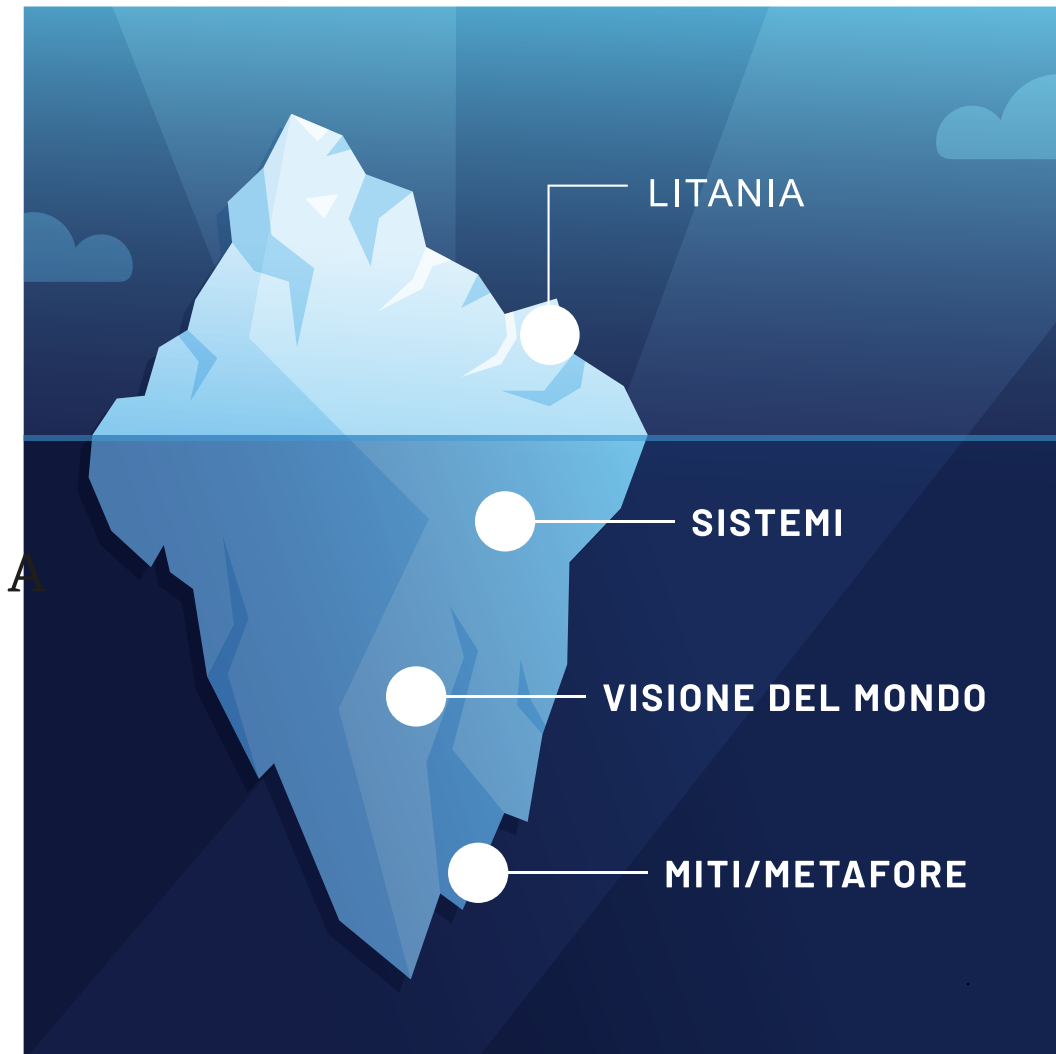 LITANIA
SISTEMI
A
VISIONE DEL MONDO
MITI/METAFORE